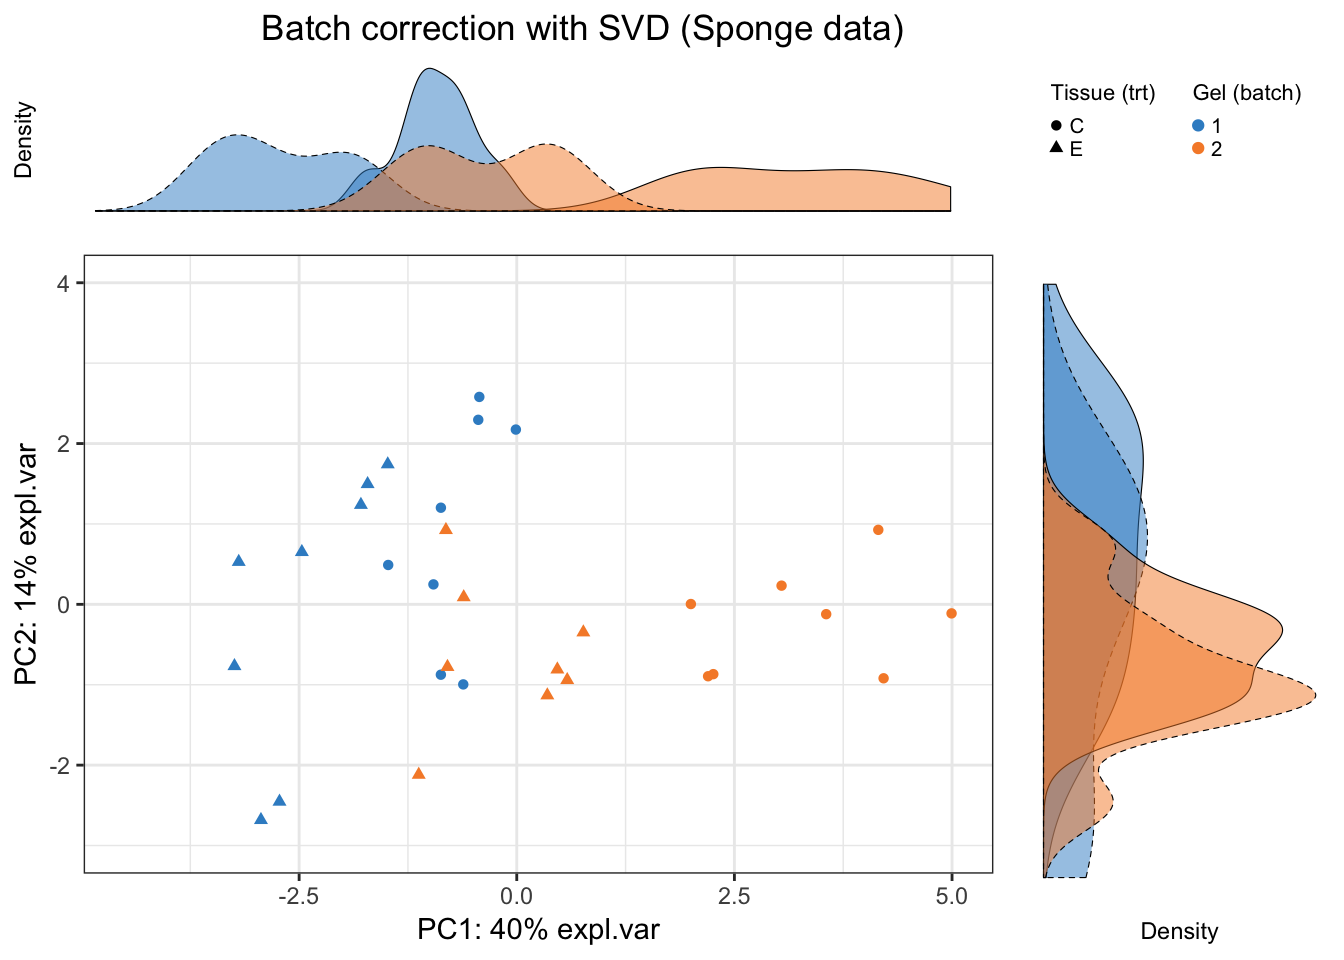 Batch correction with SVD (Sponge data)
Density
Tissue (trt)
C
E
Gel (batch)
1
2
PC2: 14% expl.var
4
2
0
-2
-2.5
0.0
2.5
5.0
PC1: 40% expl.var
Density